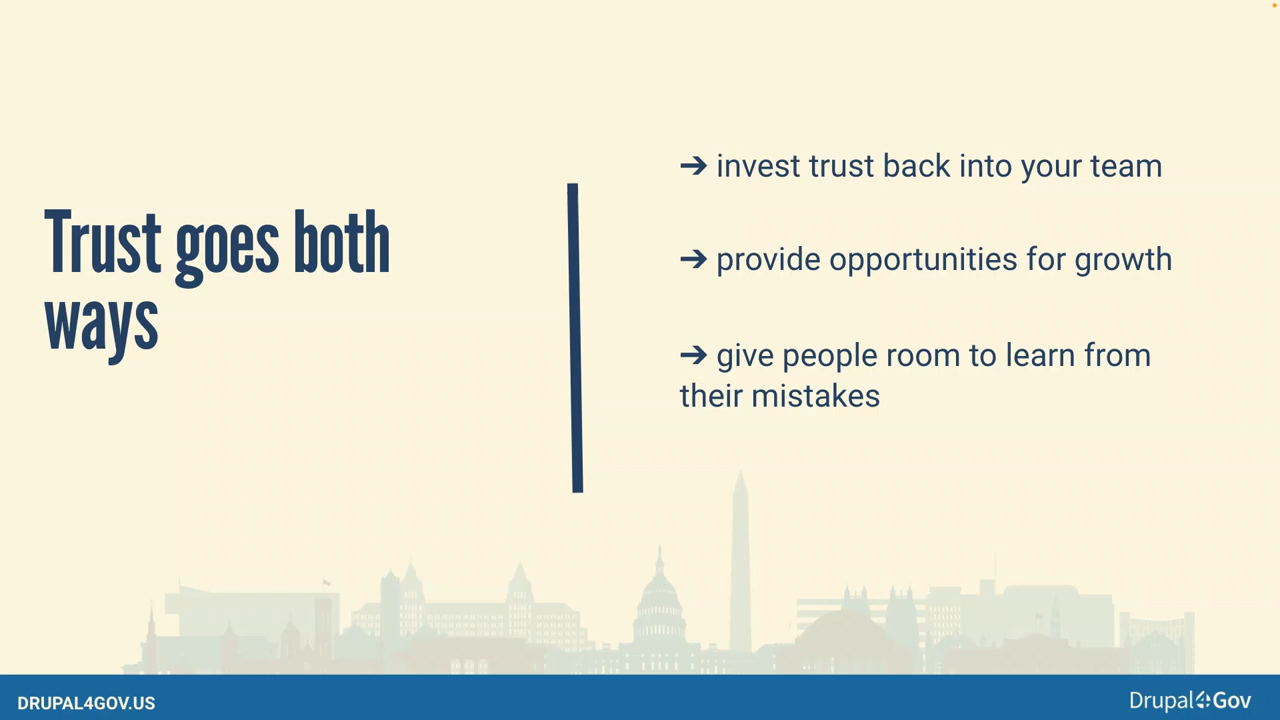 Trust goes both
ways
➔ invest trust back into your team
➔ provide opportunities for growth
➔ give people room to learn from
their mistakes
DRUPAL4GOV.US
Drupal4Gov